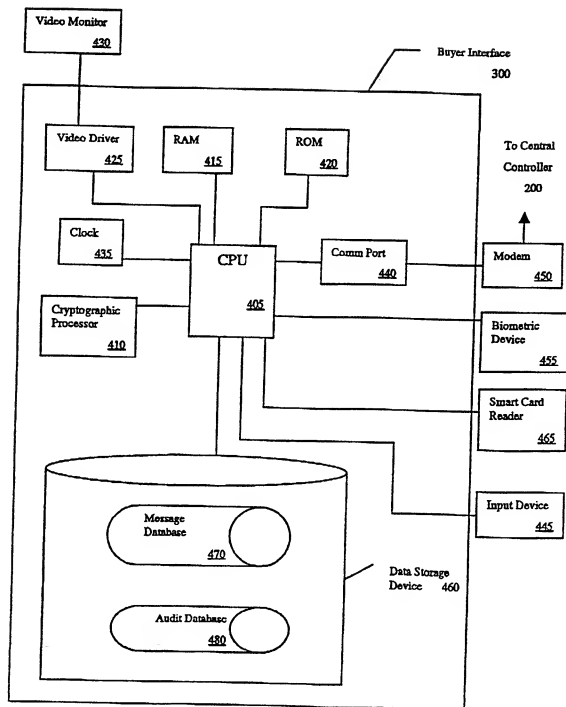 Video Monitor
430
Buyer Interface
300
Video Driver
425
RAM
415
ROM
420
To Central
Controller
200
Clock
435
CPU
405
Comm Port
440
Modem
450
Cryptographic
Processor
410
Biometric
Device
455
Smart Card
Reader
465
Message
Database
470
Input Device
445
Data Storage
Device 460
Audit Database
480